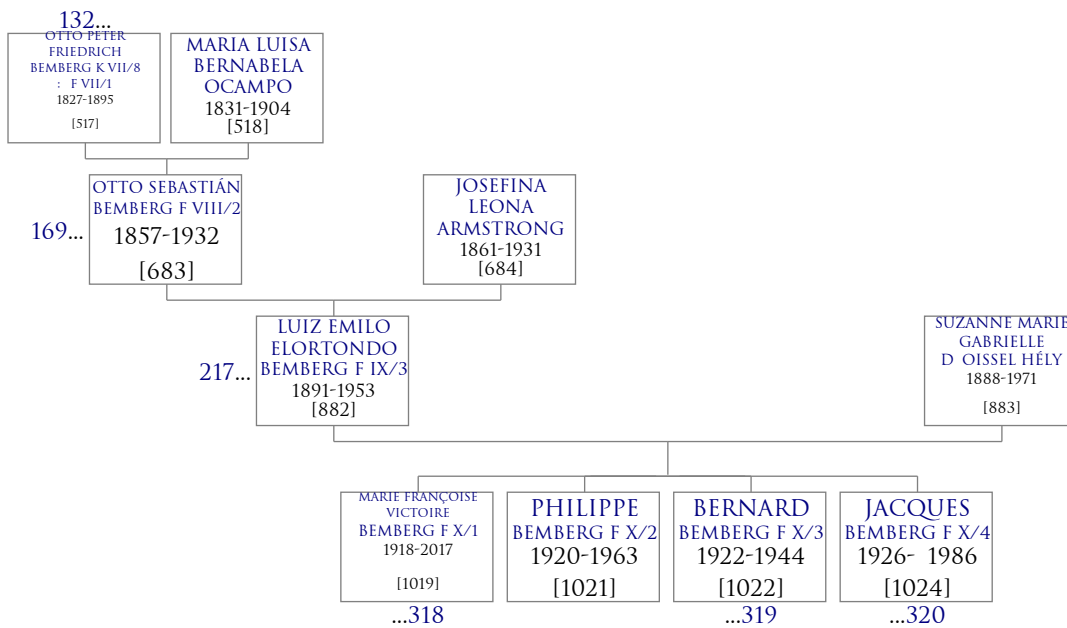 132...
OTTO PETER
FRIEDRICH
BEMBERG K VII/8
: F VII/1
1827-1895
[517]
MARIA LUISA
BERNABELA
OCAMPO
1831-1904
[518]
169...
OTTO SEBASTIÁN
BEMBERG F VIII/2
1857-1932
[683]
JOSEFINA
LEONA
ARMSTRONG
1861-1931
[684]
217...
LUIZ EMILO
ELORTONDO
BEMBERG F IX/3
1891-1953
[882]
SUZANNE MARIE
GABRIELLE
D OISSEL HÉLY
1888-1971
[883]
MARIE FRANÇOISE
VICTOIRE
BEMBERG F X/1
1918-2017
[1019]
...318
PHILIPPE
BEMBERG F X/2
1920-1963
[1021]
BERNARD
BEMBERG F X/3
1922-1944
[1022]
...319
JACQUES
BEMBERG F X/4
1926- 1986
[1024]
...320